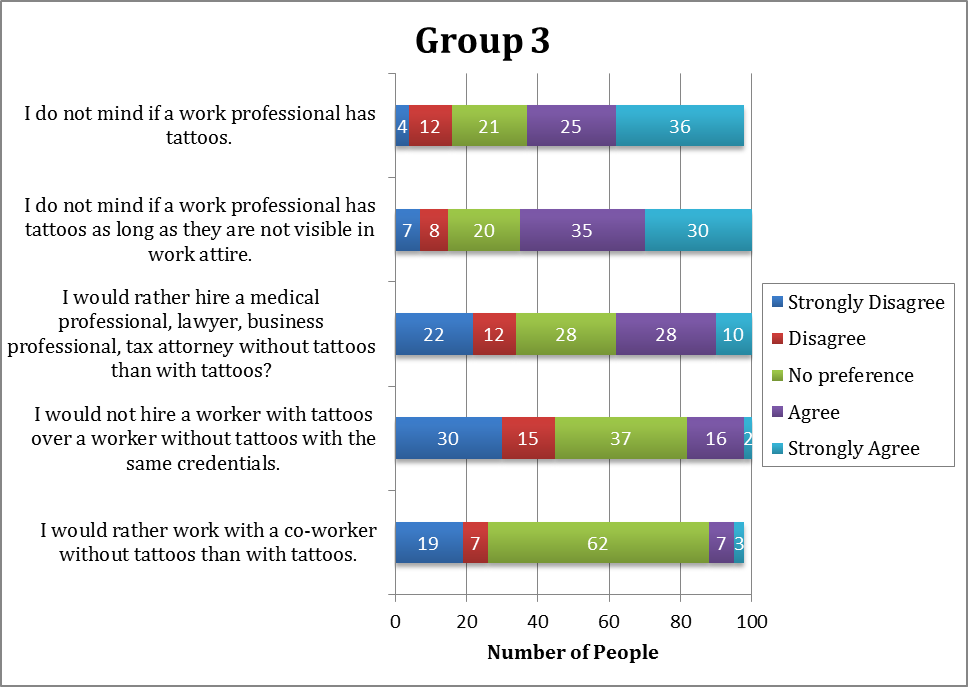 Group 3
I do not mind if a work professional has
tattoos.
4 12 21 25 36
I do not mind if a work professional has
tattoos as long as they are not visible in
work attire.
7 8 20 35 30
I would rather hire a medical
professional, lawyer, business
professional, tax attorney without tattoos
than with tattoos?
22 12 28 28 10
I would not hire a worker with tattoos
over a worker without tattoos with the
same credentials.
30 15 37 16 2
I would rather work with a co-worker
without tattoos than with tattoos.
19 7 62 7 3
0 20 40 60 80 100
Number of People
Strongly Disagree
Disagree
No preference
Agree
Strongly Agree